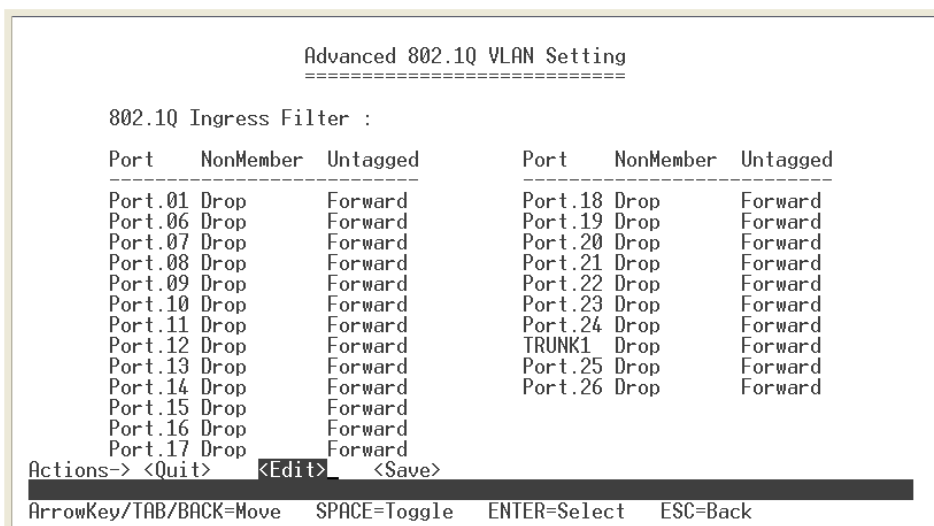 Advanced 802.1Q VLAN Setting
============================
802.1Q Ingress Filter :
Port NonMember Untagged Port NonMember Untagged
--------------------------- ---------------------------
Port.01 Drop Forward Port.18 Drop Forward
Port.06 Drop Forward Port.19 Drop Forward
Port.07 Drop Forward Port.20 Drop Forward
Port.08 Drop Forward Port.21 Drop Forward
Port.09 Drop Forward Port.22 Drop Forward
Port.10 Drop Forward Port.23 Drop Forward
Port.11 Drop Forward Port.24 Drop Forward
Port.12 Drop Forward TRUNK1 Drop Forward
Port.13 Drop Forward Port.25 Drop Forward
Port.14 Drop Forward Port.26 Drop Forward
Port.15 Drop Forward
Port.16 Drop Forward
Port.17 Drop Forward
Actions-> <Quit> <Edit>_ <Save>
ArrowKey/TAB/BACK=Move SPACE=Toggle ENTER=Select ESC=Back